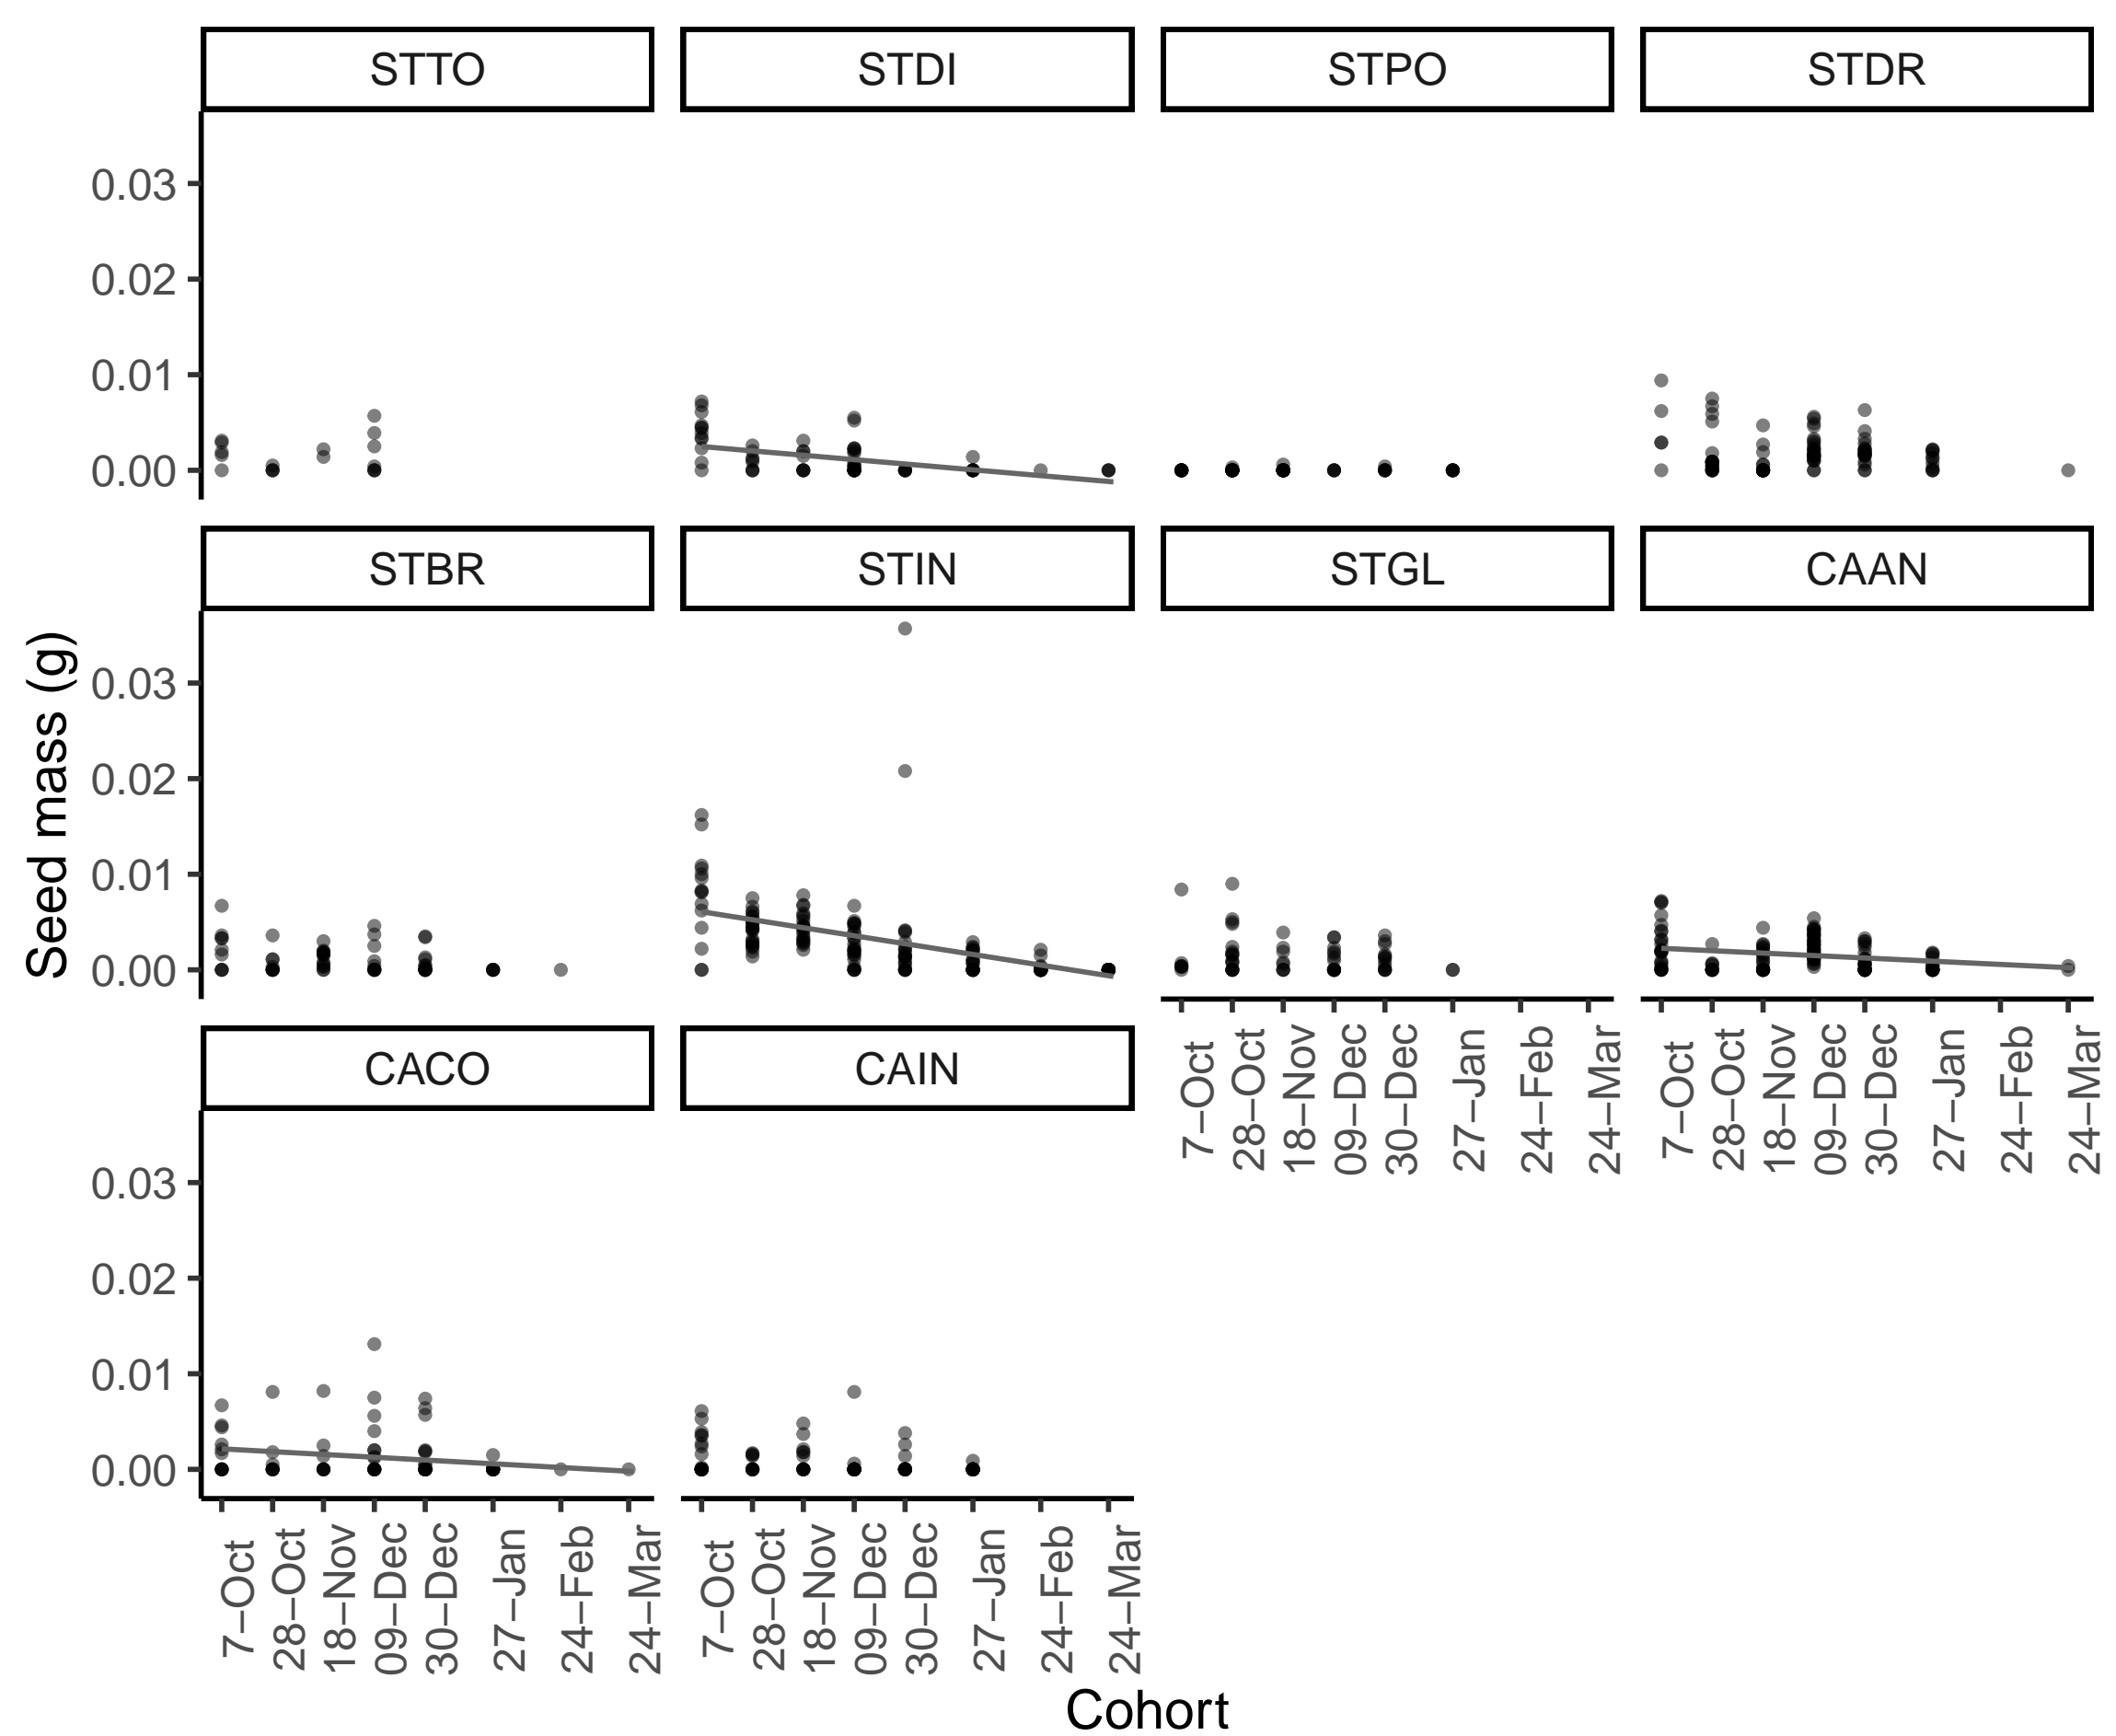 STTO STDI STPO STDR
0.03
0.02
0.01
0.00
STBR STIN STGL CAAN
0.03
0.02
0.01
0.00
Seed mass (g)
7–Oct 28–Oct 18–Nov 09–Dec 30–Dec 27–Jan 24–Feb 24–Mar
7–Oct 28–Oct 18–Nov 09–Dec 30–Dec 27–Jan 24–Feb 24–Mar
CACO CAIN
0.03
0.02
0.01
0.00
7–Oct 28–Oct 18–Nov 09–Dec 30–Dec 27–Jan 24–Feb 24–Mar
7–Oct 28–Oct 18–Nov 09–Dec 30–Dec 27–Jan 24–Feb 24–Mar
Cohort